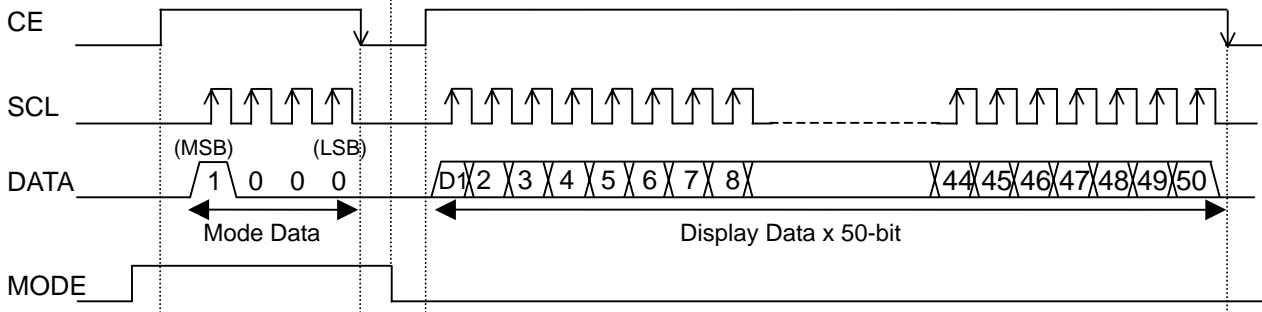 CE
SCL
(MSB) (LSB)
DATA 1 0 0 0 D1 2 3 4 5 6 7 8 44 45 46 47 48 49 50
Mode Data Display Data x 50-bit
MODE